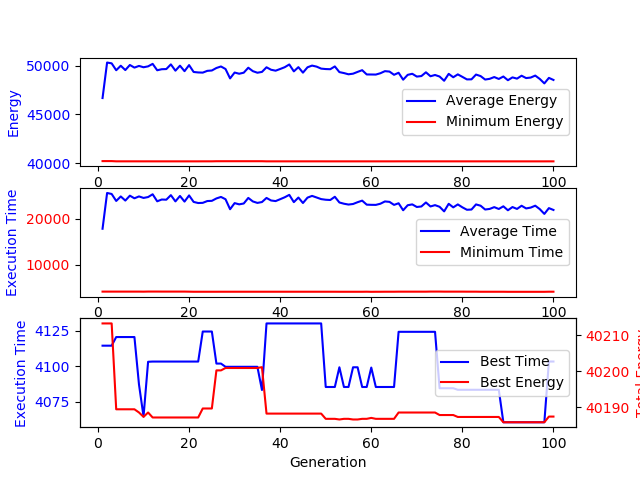 Energy
50000
45000
40000
Average Energy
Minimum Energy
0 20 40 60 80 100
Execution Time
20000
10000
Average Time
Minimum Time
0 20 40 60 80 100
Execution Time
4125
4100
4075
Best Time
Best Energy
40210
40200
40190
Total Energy
0 20 40 60 80 100
Generation